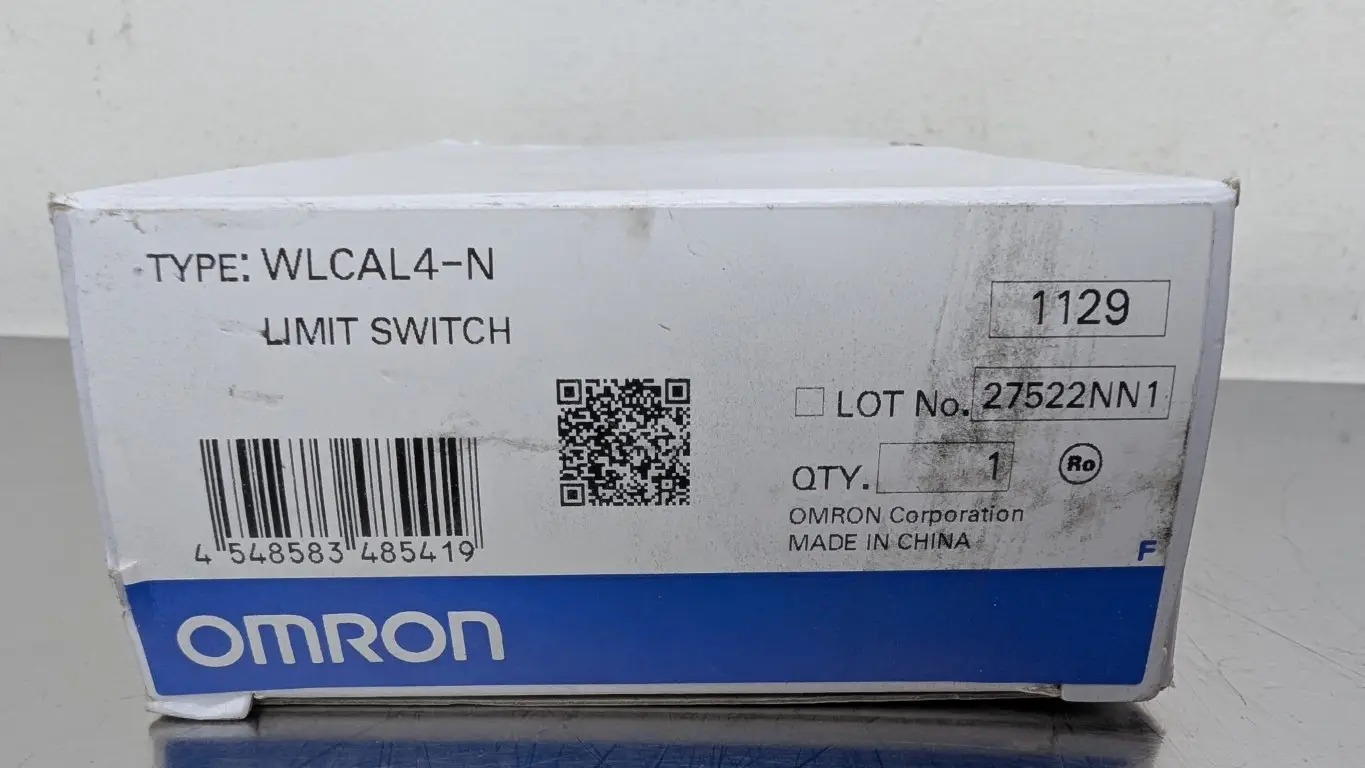 TYPE: WLCAL4-N
LIMIT SWITCH
1129
LOT No. 27522NN1
QTY. 1
Ro
OMRON Corporation
MADE IN CHINA
F
4 548583 485419
OMRON